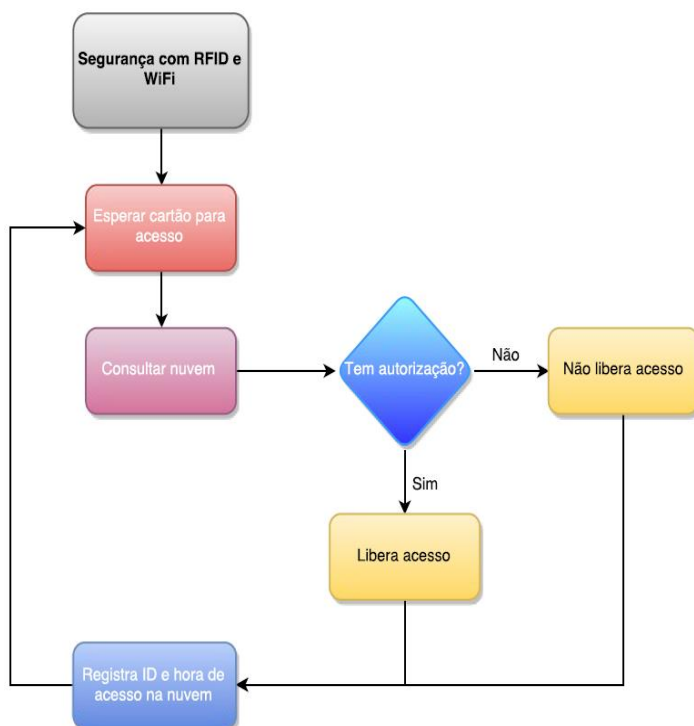 Segurança com RFID e
WiFi
Esperar cartão para
acesso
Consultar nuvem
Tem autorização?
Não
Não libera acesso
Sim
Libera acesso
Registra ID e hora de
acesso na nuvem